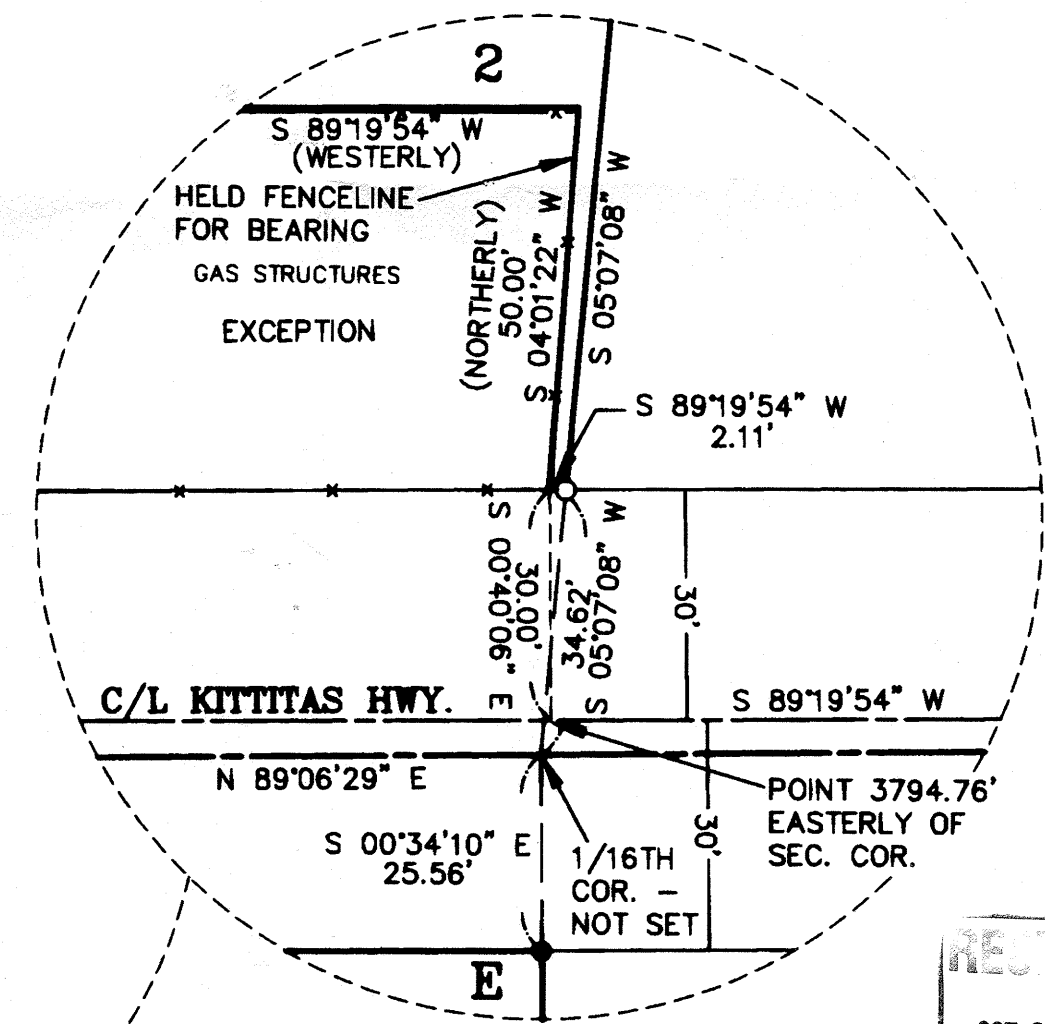 2
S 89°19'54" W
(WESTERLY)
HELD FENCELINE
FOR BEARING
GAS STRUCTURES
EXCEPTION
(NORTHERLY)
50.00'
S 04°01'22" W
S 05°07'08" W
S 89°19'54" W
2.11'
S 00°40'06" E
30.00'
34.62'
S 05°07'08" W
30'
C/L KITTITAS HWY.
S 89°19'54" W
N 89°06'29" E
POINT 3794.76'
EASTERLY OF
SEC. COR.
S 00°34'10" E
25.56'
1/16TH
COR. -
NOT SET
30'
E